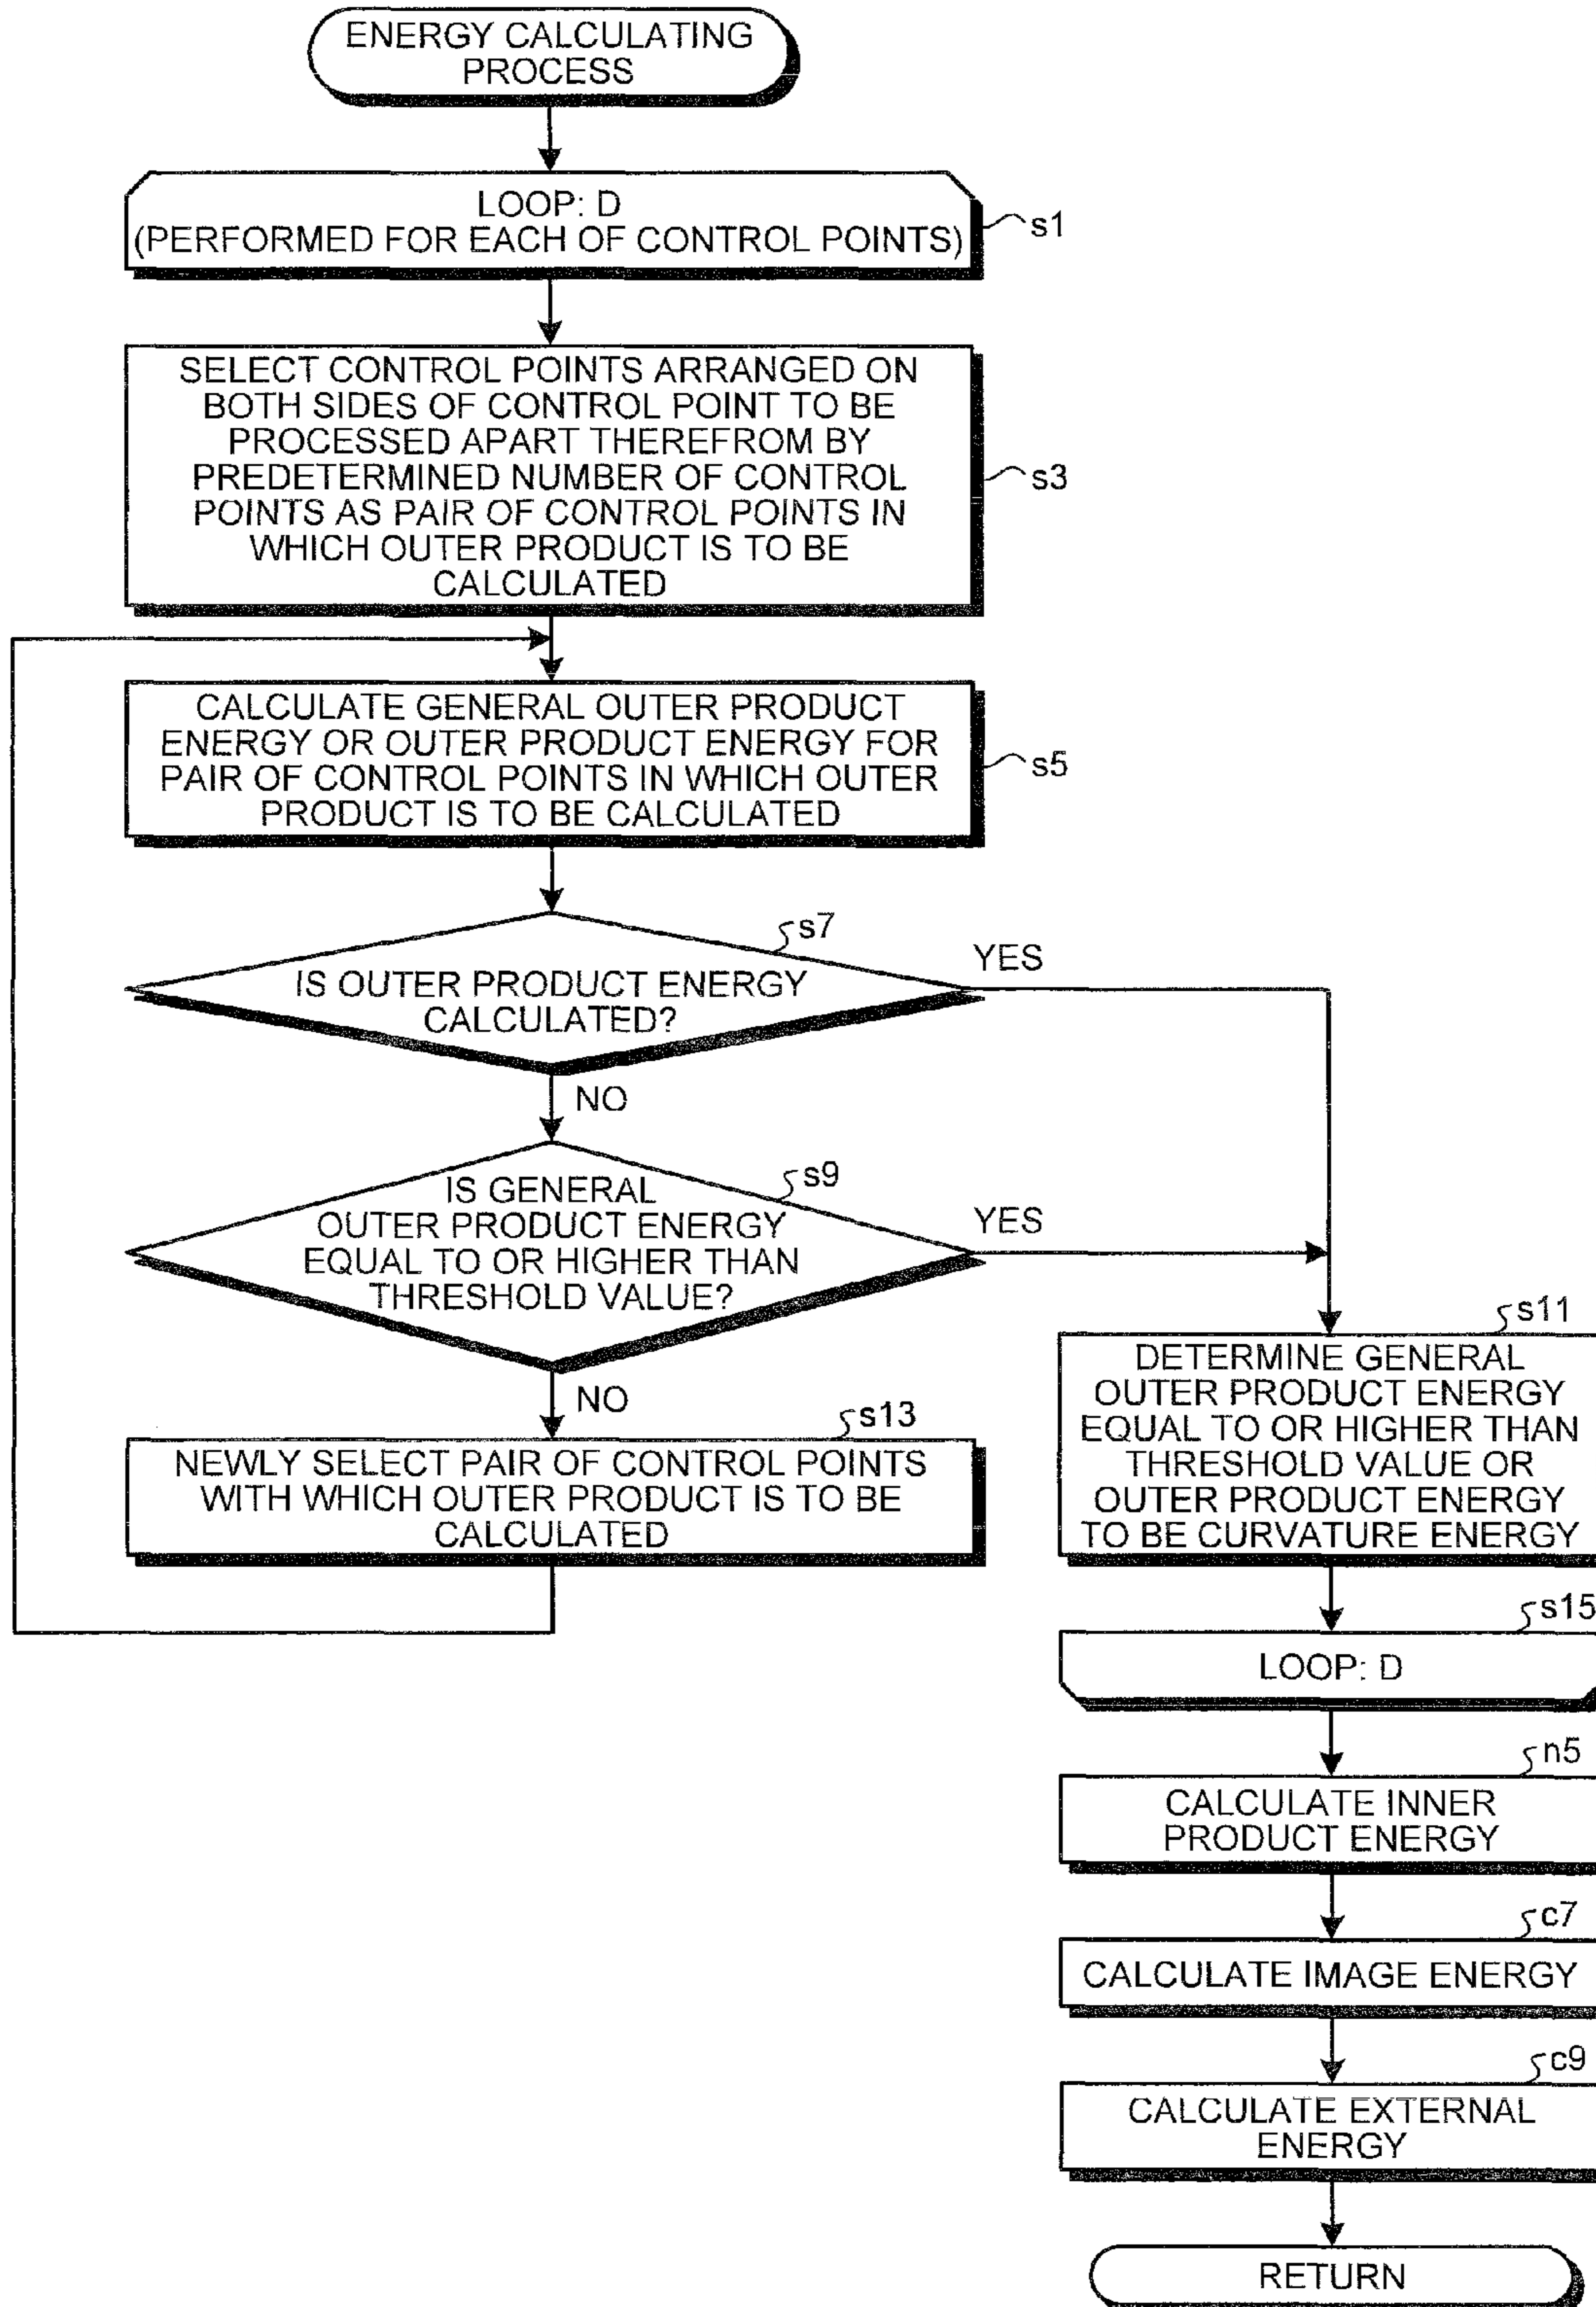 ENERGY CALCULATING
PROCESS
LOOP: D
(PERFORMED FOR EACH OF CONTROL POINTS)
s1
SELECT CONTROL POINTS ARRANGED ON
BOTH SIDES OF CONTROL POINT TO BE
PROCESSED APART THEREFROM BY
PREDETERMINED NUMBER OF CONTROL
POINTS AS PAIR OF CONTROL POINTS IN
WHICH OUTER PRODUCT IS TO BE
CALCULATED
s3
CALCULATE GENERAL OUTER PRODUCT
ENERGY OR OUTER PRODUCT ENERGY FOR
PAIR OF CONTROL POINTS IN WHICH OUTER
PRODUCT IS TO BE CALCULATED
s5
s7
IS OUTER PRODUCT ENERGY
CALCULATED?
YES
NO
s9
IS GENERAL
OUTER PRODUCT ENERGY
EQUAL TO OR HIGHER THAN
THRESHOLD VALUE?
YES
NO
s13
NEWLY SELECT PAIR OF CONTROL POINTS
WITH WHICH OUTER PRODUCT IS TO BE
CALCULATED
s11
DETERMINE GENERAL
OUTER PRODUCT ENERGY
EQUAL TO OR HIGHER THAN
THRESHOLD VALUE OR
OUTER PRODUCT ENERGY
TO BE CURVATURE ENERGY
s15
LOOP: D
n5
CALCULATE INNER
PRODUCT ENERGY
c7
CALCULATE IMAGE ENERGY
c9
CALCULATE EXTERNAL
ENERGY
RETURN